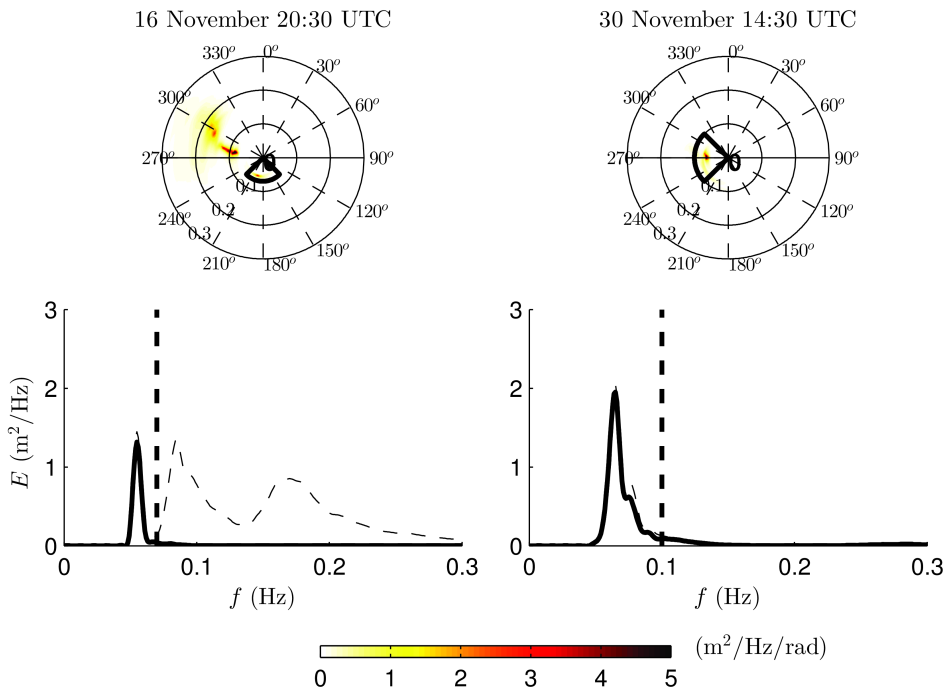 16 November 20:30 UTC
30 November 14:30 UTC
330° 0° 30°
300° 60°
270° 0 90°
0.1
240° 0.2 120°
0.3
210° 180° 150°
330° 0° 30°
300° 60°
270° 0 90°
0.1
240° 0.2 120°
0.3
210° 180° 150°
3
2
1
0
E (m²/Hz)
0 0.1 0.2 0.3
f (Hz)
3
2
1
0
0 0.1 0.2 0.3
f (Hz)
(m²/Hz/rad)
0 1 2 3 4 5